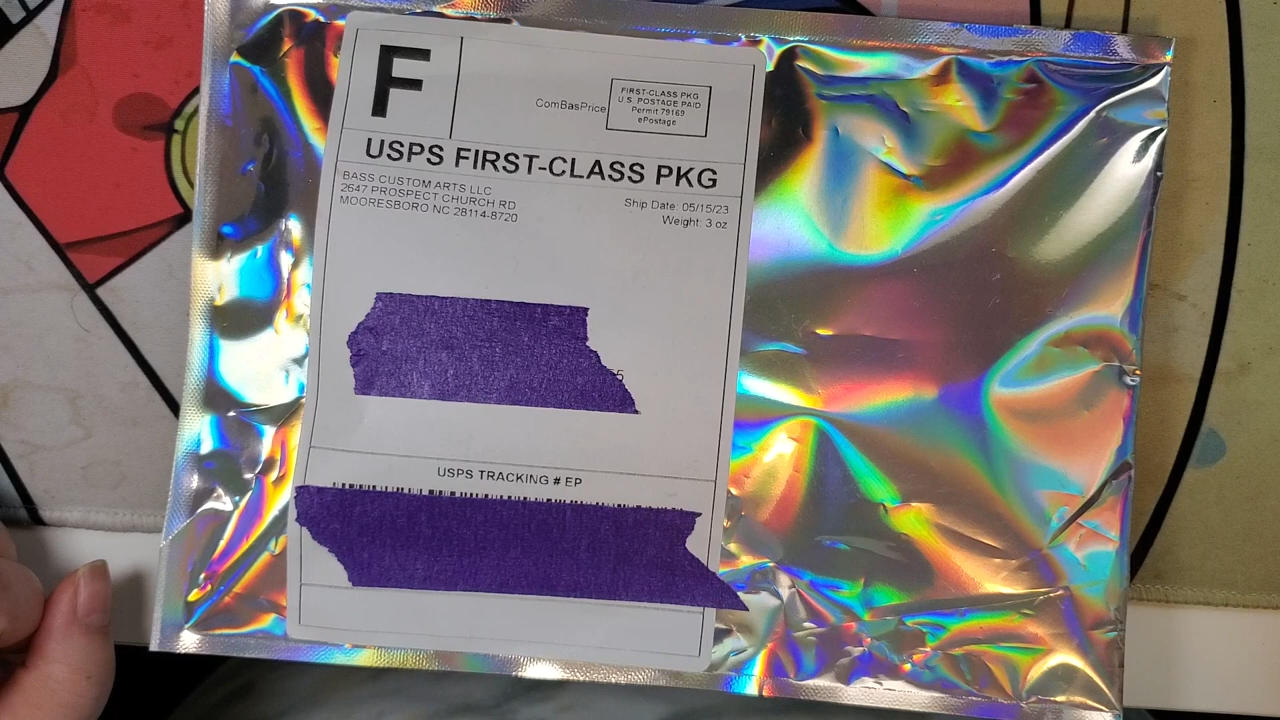 F
ComBasPrice
FIRST-CLASS PKG
U.S. POSTAGE PAID
Permit 79169
ePostage
USPS FIRST-CLASS PKG
BASS CUSTOM ARTS LLC
2647 PROSPECT CHURCH RD
MOORESBORO NC 28114-8720
Ship Date: 05/15/23
Weight: 3 oz
5
USPS TRACKING # EP